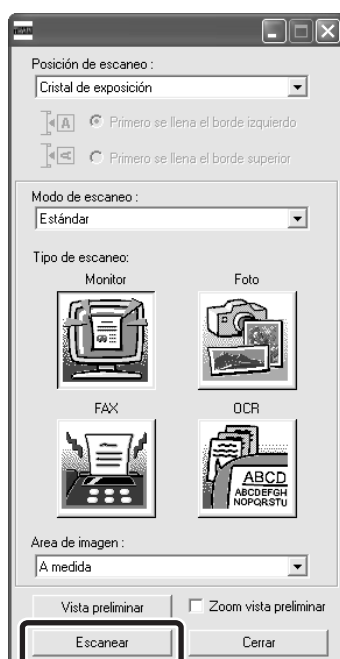 Posición de escaneo :
Cristal de exposición
A
Primero se llena el borde izquierdo
A
Primero se llena el borde superior
Modo de escaneo :
Estándar
Tipo de escaneo:
Monitor Foto
FAX OCR
ABCD
ABCDEFGH
NOPQRSTU
Area de imagen :
A medida
Vista preliminar Zoom vista preliminar
Escanear Cerrar